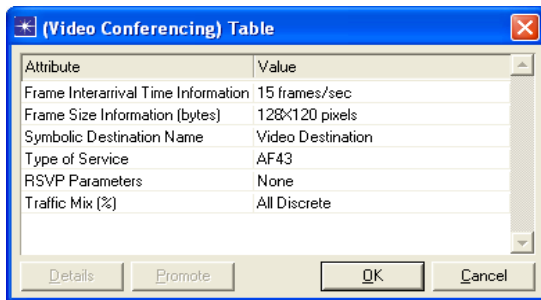 (Video Conferencing) Table
Attribute Value
Frame Interarrival Time Information 15 frames/sec
Frame Size Information (bytes) 128X120 pixels
Symbolic Destination Name Video Destination
Type of Service AF43
RSVP Parameters None
Traffic Mix (%) All Discrete
Details Promote OK Cancel